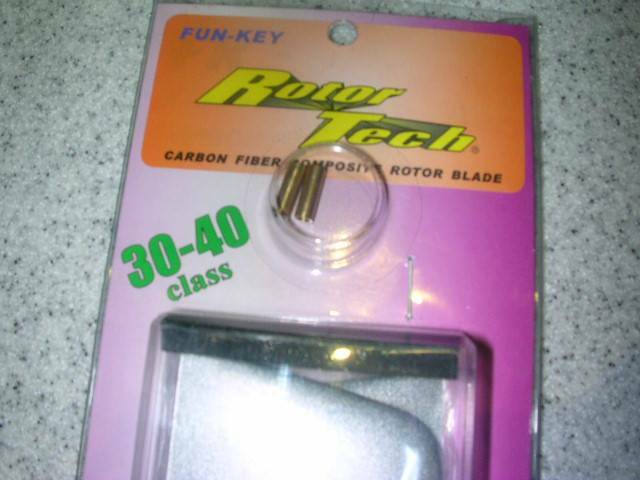 FUN-KEY
Rotor
Tech®
CARBON FIBER COMPOSITE ROTOR BLADE
30-40
class